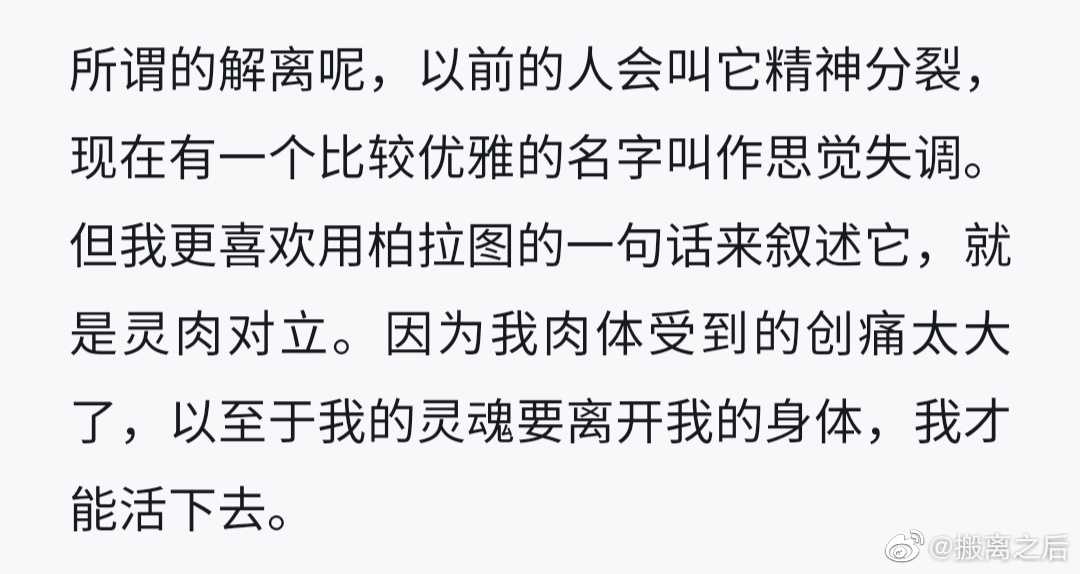 所谓的解离呢，以前的人会叫它精神分裂，
现在有一个比较优雅的名字叫作思觉失调。
但我更喜欢用柏拉图的一句话来叙述它，就
是灵肉对立。因为我肉体受到的创痛太大
了，以至于我的灵魂要离开我的身体，我才
能活下去。
@搬离之后